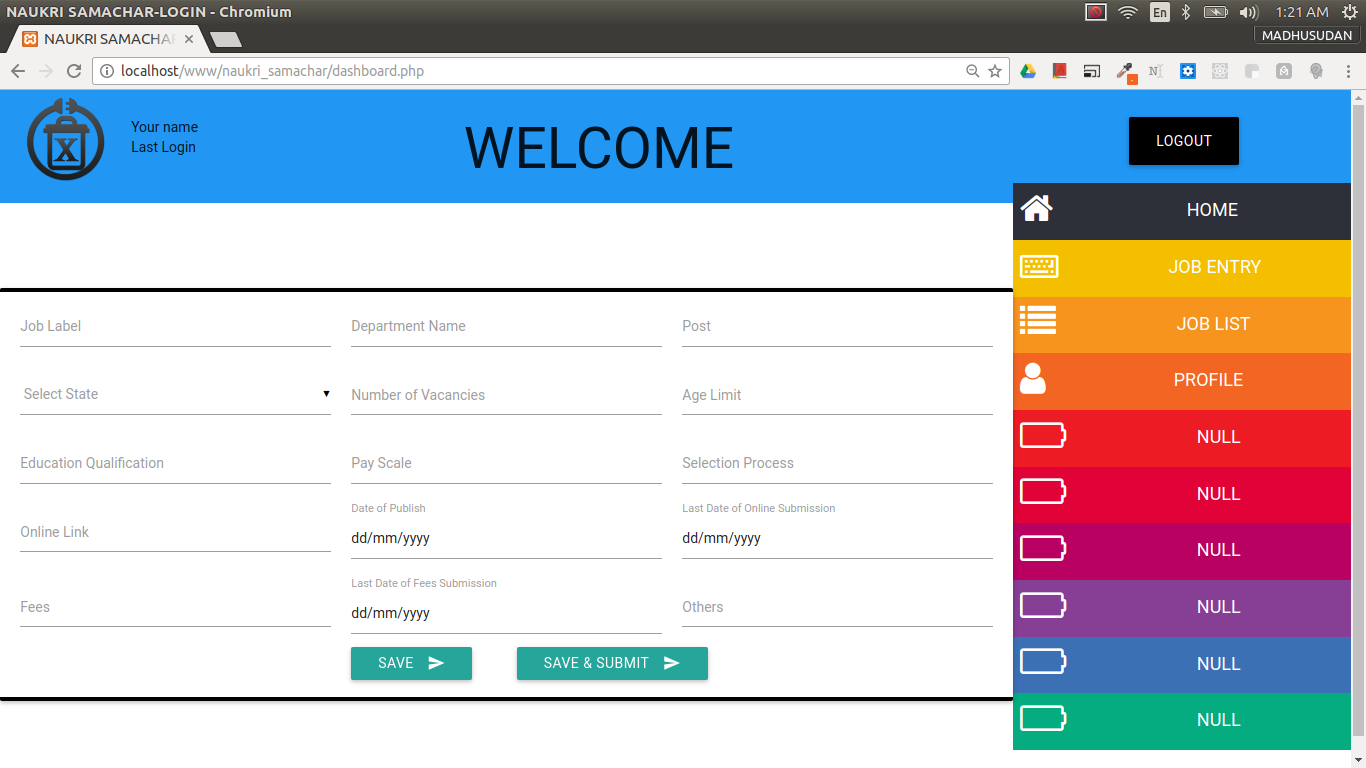 NAUKRI SAMACHAR-LOGIN - Chromium
En
1:21 AM
NAUKRI SAMACHAR
MADHUSUDAN
localhost/www/naukri_samachar/dashboard.php
X
Your name
Last Login
WELCOME
LOGOUT
HOME
JOB ENTRY
JOB LIST
PROFILE
NULL
NULL
NULL
NULL
NULL
NULL
Job Label
Department Name
Post
Select State
Number of Vacancies
Age Limit
Education Qualification
Pay Scale
Selection Process
Online Link
Date of Publish
dd/mm/yyyy
Last Date of Online Submission
dd/mm/yyyy
Fees
Last Date of Fees Submission
dd/mm/yyyy
Others
SAVE
SAVE & SUBMIT